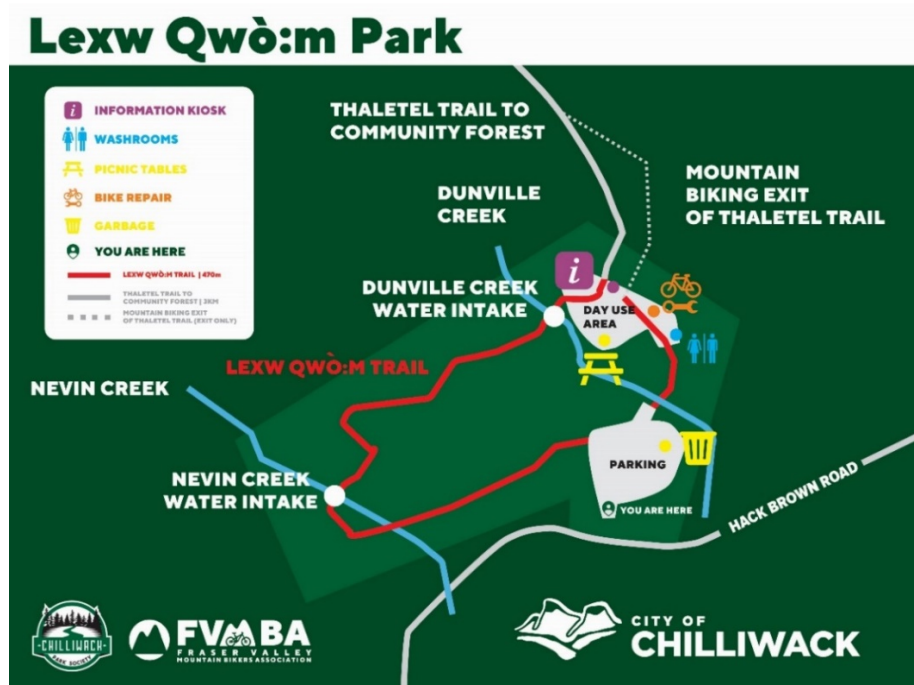 Lexw Qwò:m Park
INFORMATION KIOSK
WASHROOMS
PICNIC TABLES
BIKE REPAIR
GARBAGE
YOU ARE HERE
LEXW QWÒ:M TRAIL | 470m
THALETEL TRAIL TO
COMMUNITY FOREST | 3KM
MOUNTAIN BIKING EXIT
OF THALETEL TRAIL (EXIT ONLY)
THALETEL TRAIL TO
COMMUNITY FOREST
DUNVILLE
CREEK
MOUNTAIN
BIKING EXIT
OF THALETEL TRAIL
i
DUNVILLE CREEK
WATER INTAKE
DAY USE
AREA
LEXW QWÒ:M TRAIL
NEVIN CREEK
NEVIN CREEK
WATER INTAKE
PARKING
YOU ARE HERE
HACK BROWN ROAD
CHILLIWACK
PARK SOCIETY
FVMBA
FRASER VALLEY
MOUNTAIN BIKERS ASSOCIATION
CITY OF
CHILLIWACK